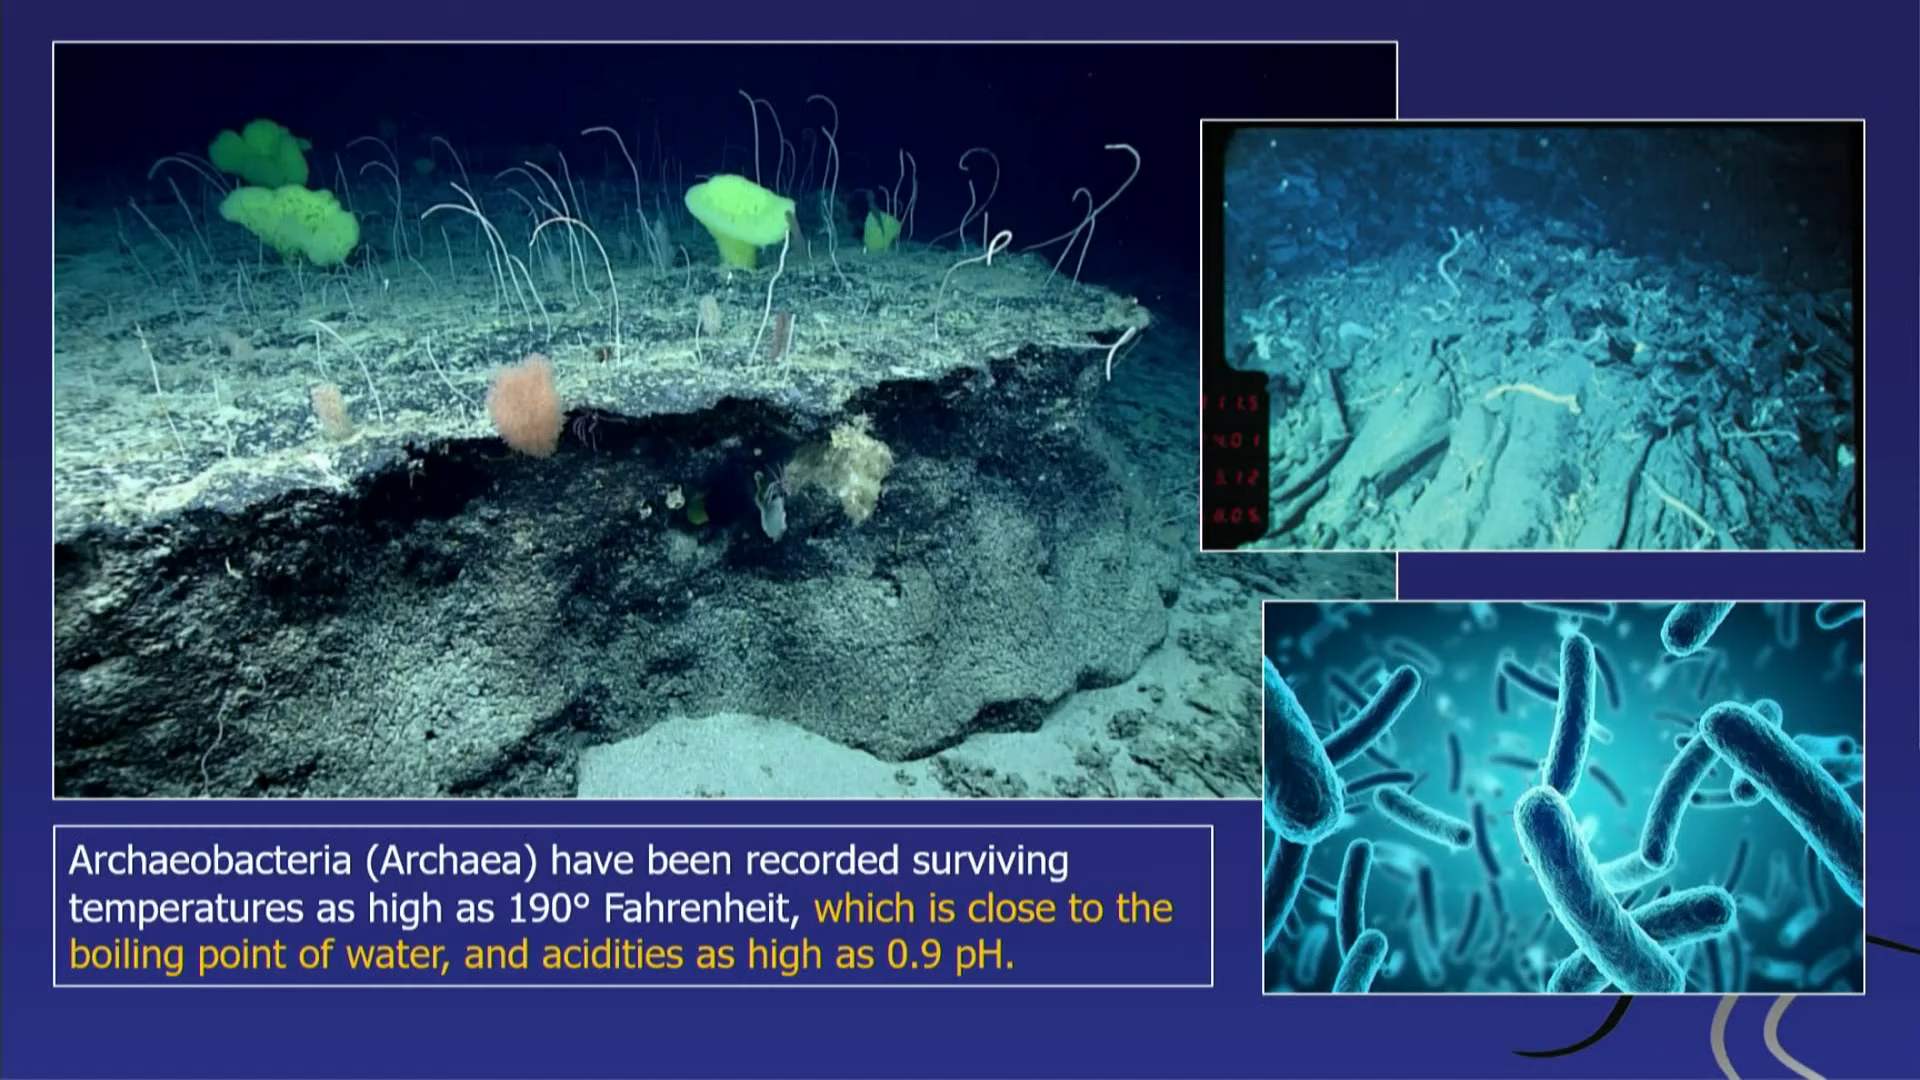 Archaeobacteria (Archaea) have been recorded surviving
temperatures as high as 190° Fahrenheit, which is close to the
boiling point of water, and acidities as high as 0.9 pH.